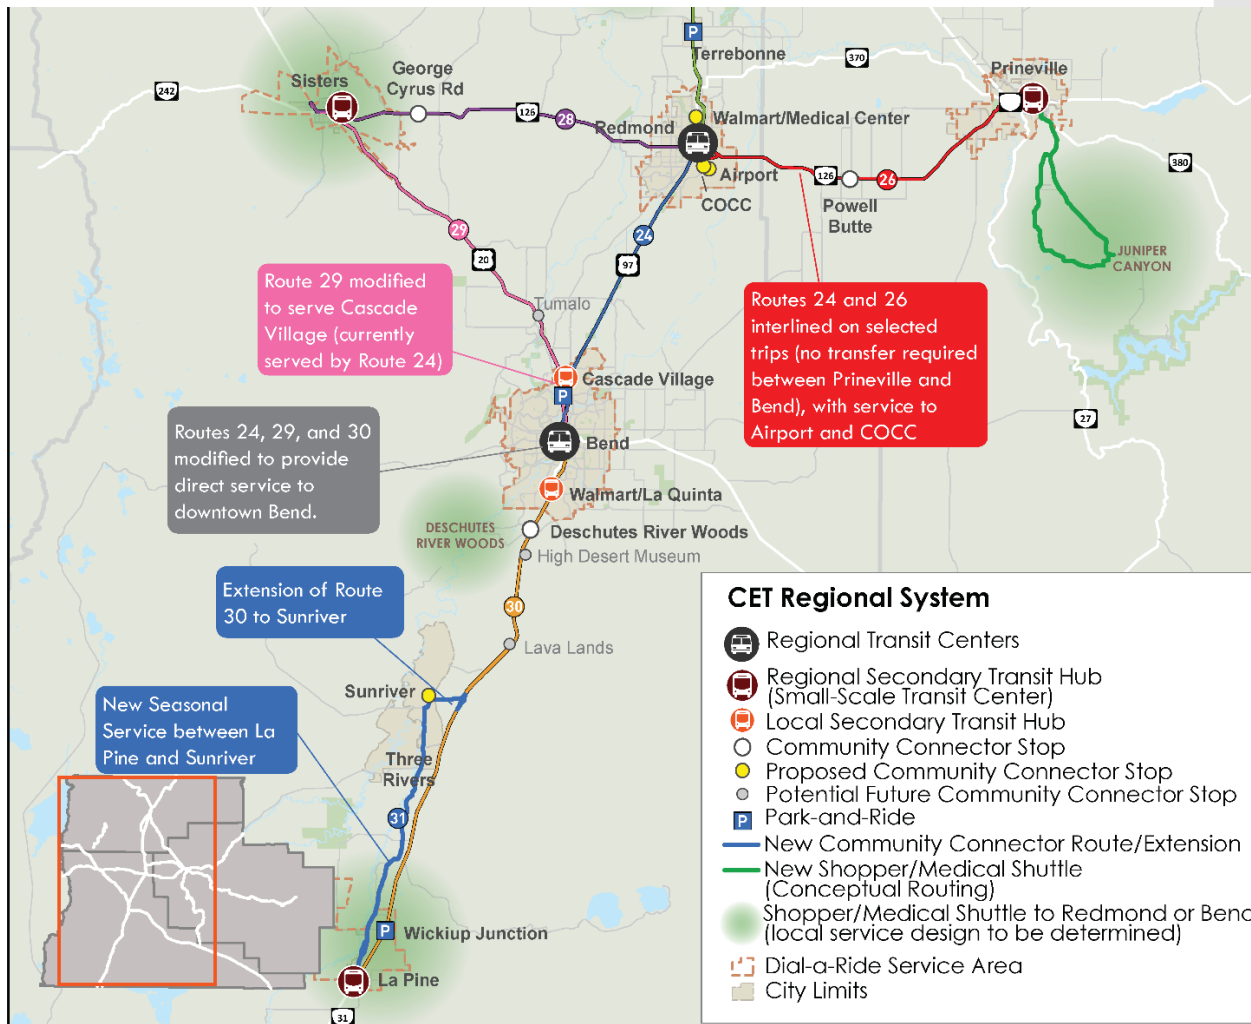 Terrebonne
370
Prineville
George
Cyrus Rd
Sisters
242
126
28
Redmond
Walmart/Medical Center
Airport
COCC
126
26
Powell
Butte
380
JUNIPER
CANYON
29
20
24
97
Route 29 modified
to serve Cascade
Village (currently
served by Route 24)
Tumalo
Routes 24 and 26
interlined on selected
trips (no transfer required
between Prineville and
Bend), with service to
Airport and COCC
Cascade Village
P
27
Routes 24, 29, and 30
modified to provide
direct service to
downtown Bend.
Bend
Walmart/La Quinta
DESCHUTES
RIVER WOODS
Deschutes River Woods
High Desert Museum
Extension of Route
30 to Sunriver
30
Lava Lands
Sunriver
New Seasonal
Service between La
Pine and Sunriver
Three
Rivers
31
P
Wickiup Junction
La Pine
31
P
CET Regional System
Regional Transit Centers
Regional Secondary Transit Hub
(Small-Scale Transit Center)
Local Secondary Transit Hub
Community Connector Stop
Proposed Community Connector Stop
Potential Future Community Connector Stop
P Park-and-Ride
New Community Connector Route/Extension
New Shopper/Medical Shuttle
(Conceptual Routing)
Shopper/Medical Shuttle to Redmond or Bend
(local service design to be determined)
Dial-a-Ride Service Area
City Limits